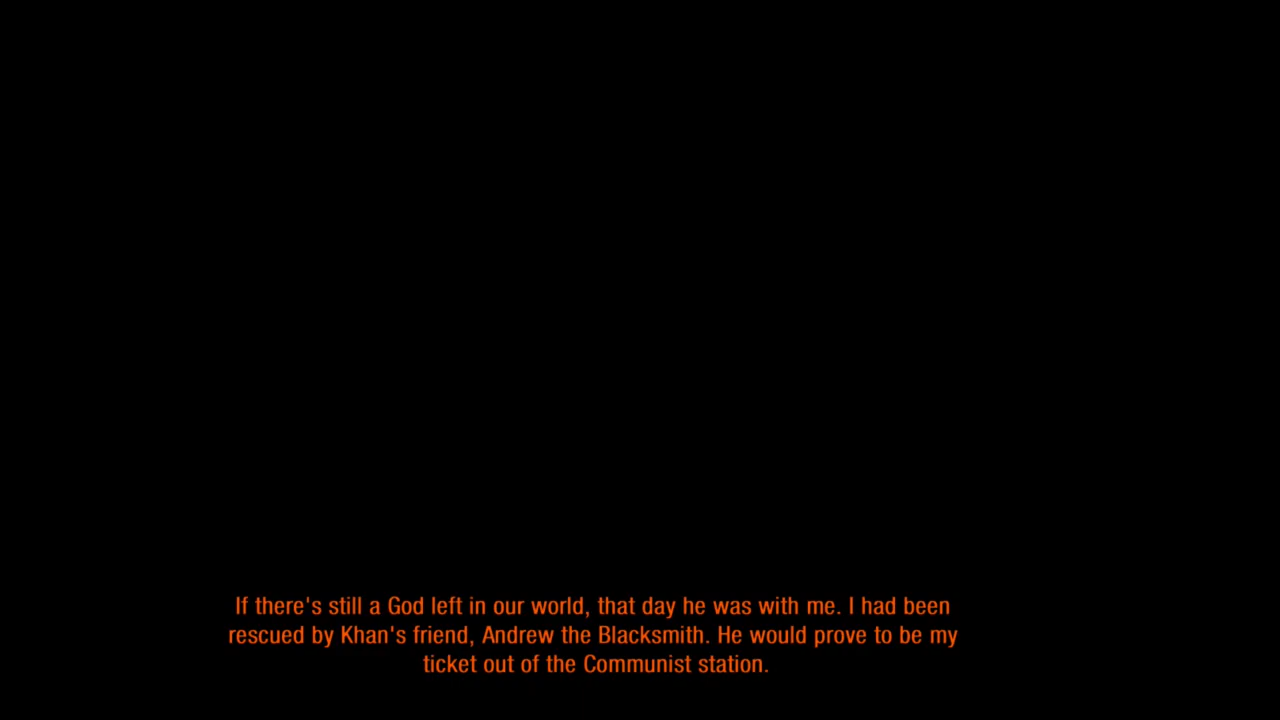 If there's still a God left in our world, that day he was with me. I had been
rescued by Khan's friend, Andrew the Blacksmith. He would prove to be my
ticket out of the Communist station.